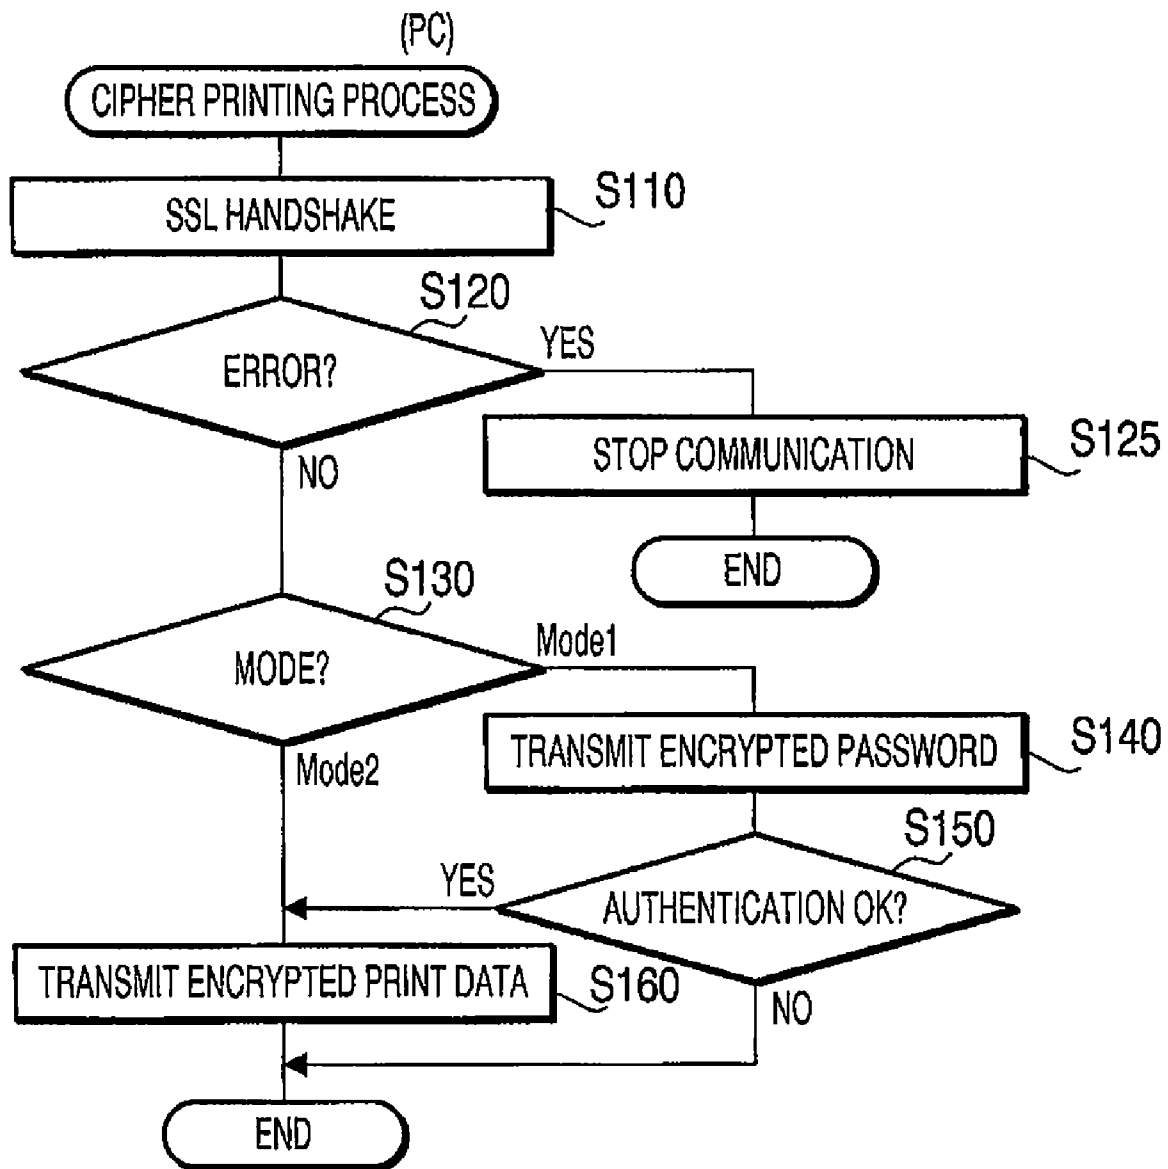 (PC)
CIPHER PRINTING PROCESS
SSL HANDSHAKE
S110
S120
ERROR?
YES
NO
STOP COMMUNICATION
S125
END
S130
MODE?
Mode1
Mode2
TRANSMIT ENCRYPTED PASSWORD
S140
S150
AUTHENTICATION OK?
YES
NO
TRANSMIT ENCRYPTED PRINT DATA
S160
END